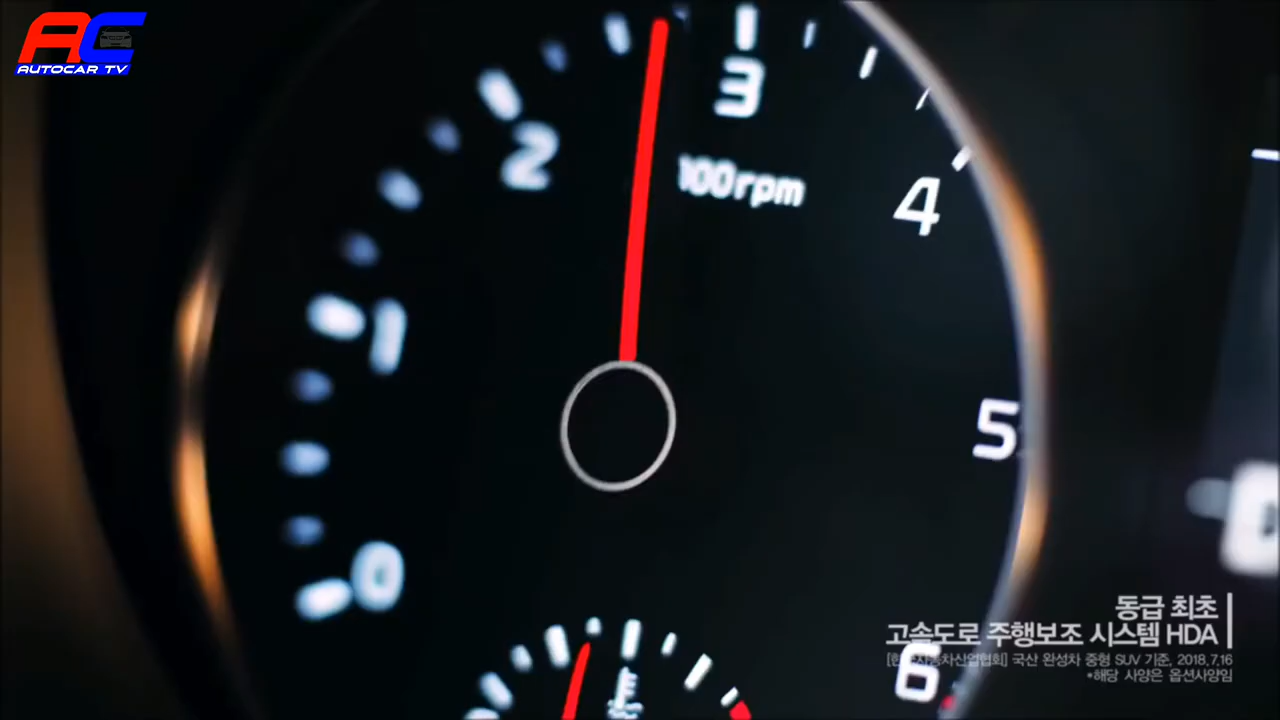 AC
AUTOCAR TV
3
2
100rpm
4
1
5
0
동급 최초
고속도로 주행보조 시스템 HDA
국산 완성차 중형 SUV 기준, 2018.7.16
*해당 사양은 옵션사양임
6